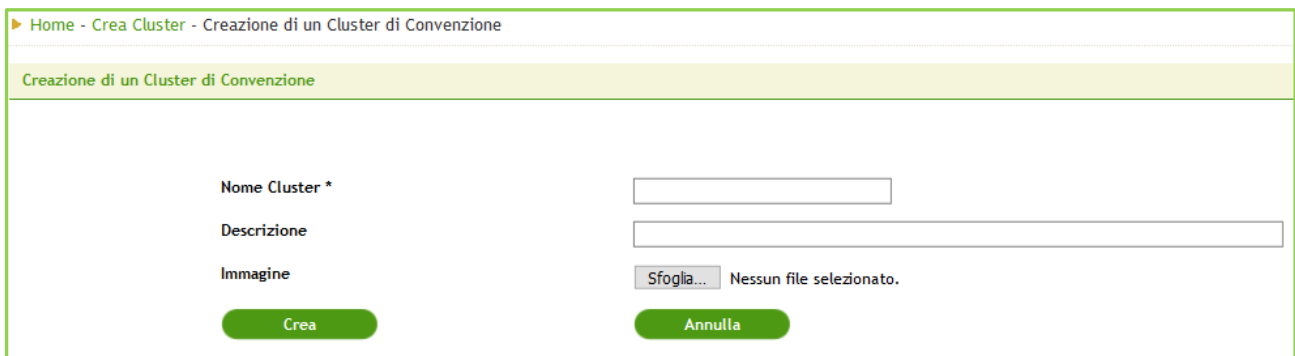 Home - Crea Cluster - Creazione di un Cluster di Convenzione
Creazione di un Cluster di Convenzione
Nome Cluster *
Descrizione
Immagine Sfoglia... Nessun file selezionato.
Crea Annulla